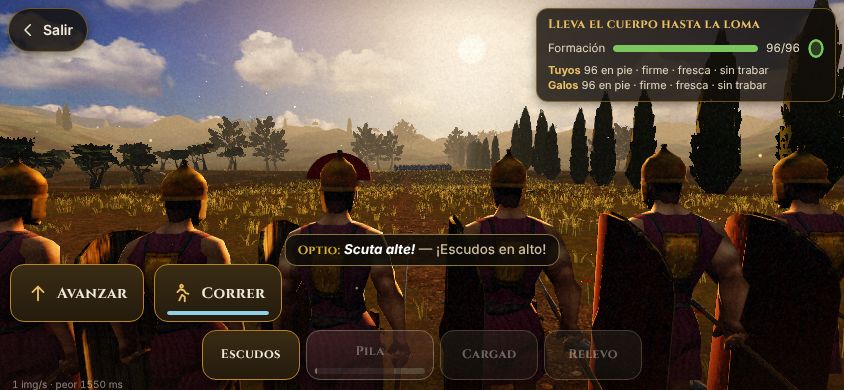 Salir
LLEVA EL CUERPO HASTA LA LOMA
Formación 96/96
Tuyos 96 en pie · firme · fresca · sin trabar
Galos 96 en pie · firme · fresca · sin trabar
OPTIO: Scuta alte! — ¡Escudos en alto!
AVANZAR
CORRER
ESCUDOS
PILA
CARGAD
RELEVO
1 img/s · peor 1550 ms